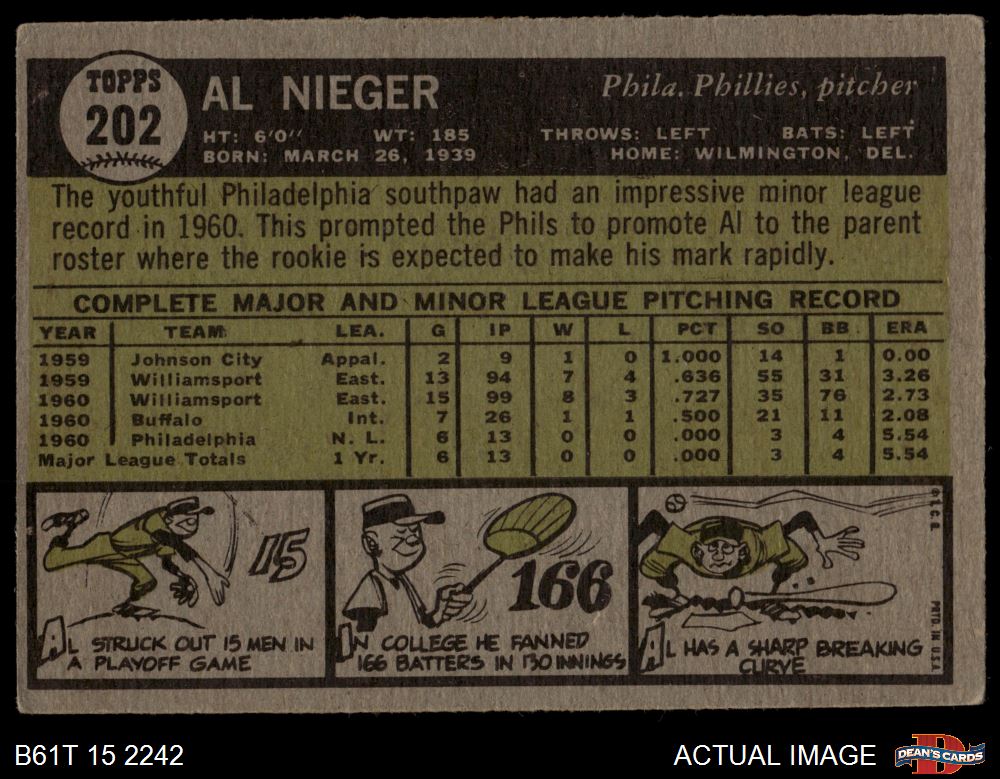 TOPPS
202
AL NIEGER
Phila. Phillies, pitcher
HT: 6'0" WT: 185 THROWS: LEFT BATS: LEFT
BORN: MARCH 26, 1939 HOME: WILMINGTON, DEL.
The youthful Philadelphia southpaw had an impressive minor league
record in 1960. This prompted the Phils to promote Al to the parent
roster where the rookie is expected to make his mark rapidly.
COMPLETE MAJOR AND MINOR LEAGUE PITCHING RECORD
YEAR TEAM LEA. G IP W L PCT SO BB ERA
1959 Johnson City Appal. 2 9 1 0 1.000 14 1 0.00
1959 Williamsport East. 13 94 7 4 .636 55 31 3.26
1960 Williamsport East. 15 99 8 3 .727 35 76 2.73
1960 Buffalo Int. 7 26 1 1 .500 21 11 2.08
1960 Philadelphia N. L. 6 13 0 0 .000 3 4 5.54
Major League Totals 1 Yr. 6 13 0 0 .000 3 4 5.54
15
AL STRUCK OUT 15 MEN IN
A PLAYOFF GAME
166
IN COLLEGE HE FANNED
166 BATTERS IN 130 INNINGS
AL HAS A SHARP BREAKING
CURVE
© T. C. G.
PRTD. IN U.S.A.
B61T 15 2242
ACTUAL IMAGE
DEAN'S CARDS